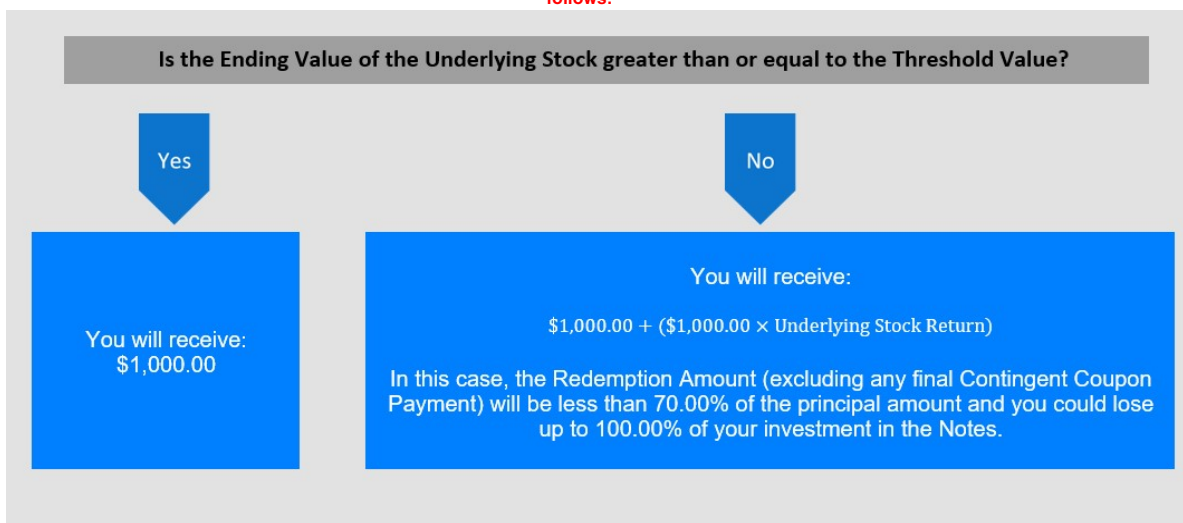 follows:
Is the Ending Value of the Underlying Stock greater than or equal to the Threshold Value?
Yes
No
You will receive:
$1,000.00
You will receive:
$1,000.00 + ($1,000.00 × Underlying Stock Return)
In this case, the Redemption Amount (excluding any final Contingent Coupon
Payment) will be less than 70.00% of the principal amount and you could lose
up to 100.00% of your investment in the Notes.